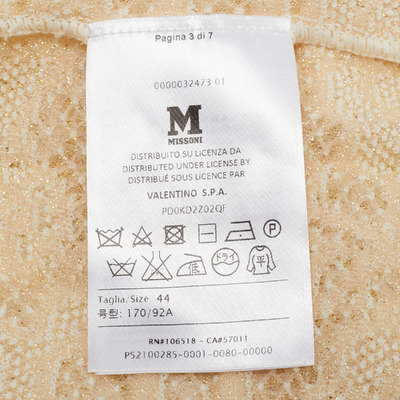 Pagina 3 di 7
0000032473 01
M
MISSONI
DISTRIBUITO SU LICENZA DA
DISTRIBUTED UNDER LICENSE BY
DISTRIBUÉ SOUS LICENCE PAR
VALENTINO S.P.A.
PD0KD2Z02QF
P
低 ドライ 平
Taglia/Size 44
号型: 170/92A
RN#106518 - CA#57011
P52100285-0001-0080-00000